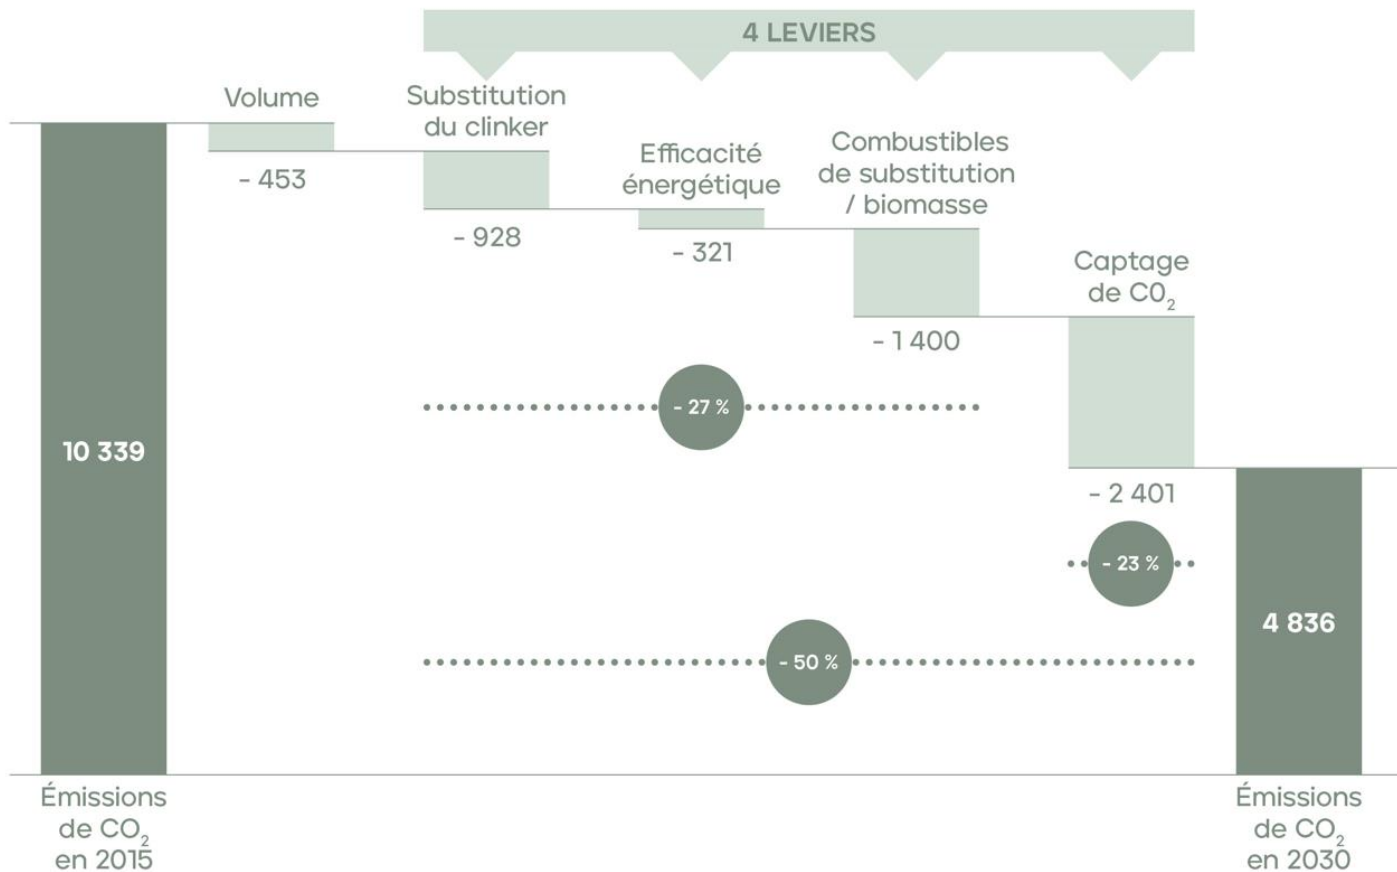 4 LEVIERS
Volume
- 453
Substitution
du clinker
- 928
Efficacité
énergétique
- 321
Combustibles
de substitution
/ biomasse
- 1 400
Captage
de C0₂
- 2 401
- 27 %
- 23 %
- 50 %
10 339
4 836
Émissions
de CO₂
en 2015
Émissions
de CO₂
en 2030